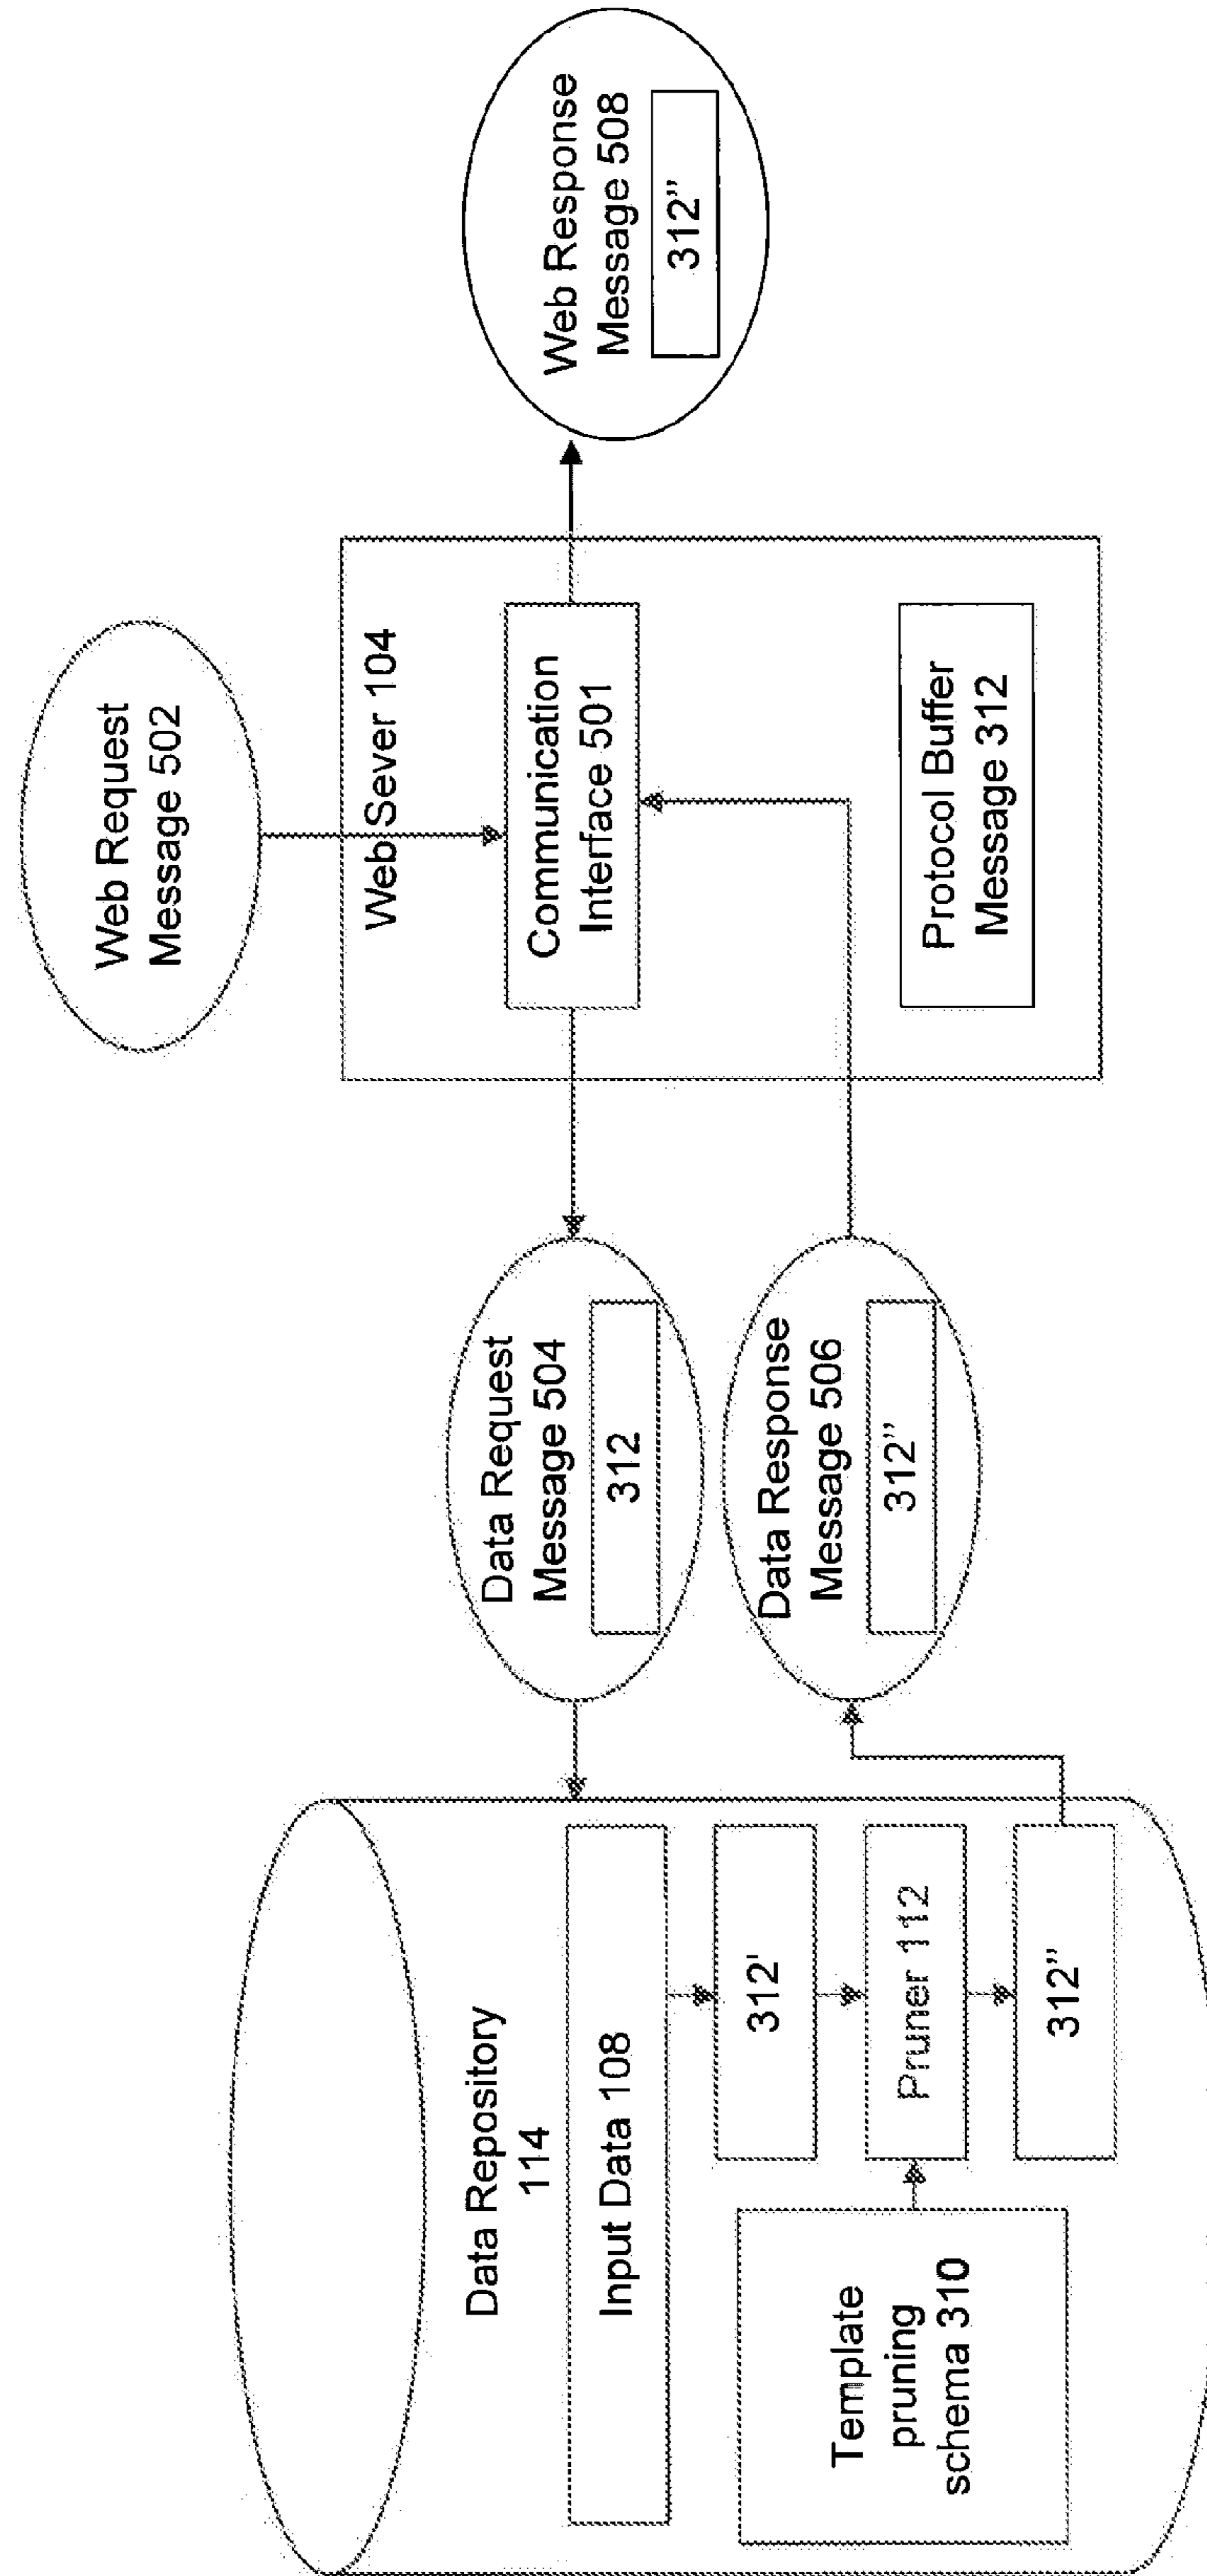 Web Request
Message 502
Web Sever 104
Communication
Interface 501
Protocol Buffer
Message 312
Web Response
Message 508
312”
Data Request
Message 504
312
Data Response
Message 506
312”
Data Repository
114
Input Data 108
312'
Pruner 112
312”
Template
pruning
schema 310